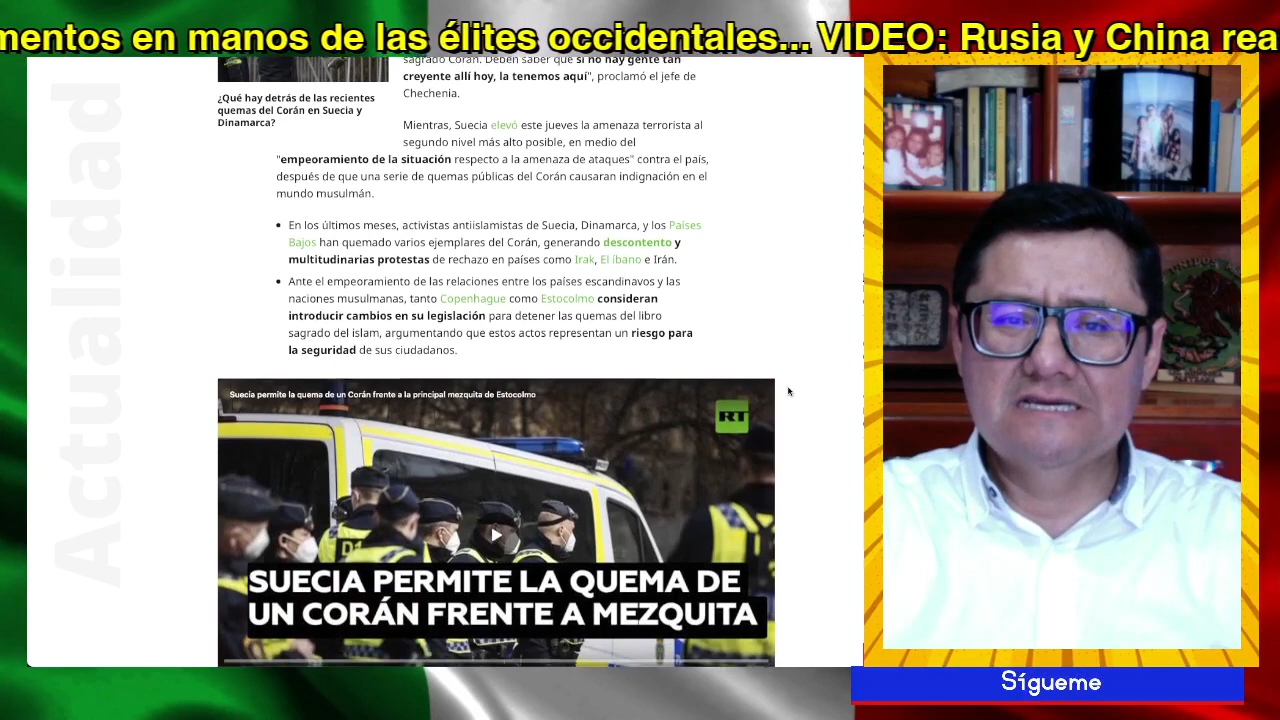 mentos en manos de las élites occidentales... VIDEO: Rusia y China rea
sagrado Corán. Deben saber que si no hay gente tan
creyente allí hoy, la tenemos aquí", proclamó el jefe de
Chechenia.
¿Qué hay detrás de las recientes
quemas del Corán en Suecia y
Dinamarca?
Mientras, Suecia elevó este jueves la amenaza terrorista al
segundo nivel más alto posible, en medio del
"empeoramiento de la situación respecto a la amenaza de ataques" contra el país,
después de que una serie de quemas públicas del Corán causaran indignación en el
mundo musulmán.
• En los últimos meses, activistas antiislamistas de Suecia, Dinamarca, y los Países
Bajos han quemado varios ejemplares del Corán, generando descontento y
multitudinarias protestas de rechazo en países como Irak, El íbano e Irán.
• Ante el empeoramiento de las relaciones entre los países escandinavos y las
naciones musulmanas, tanto Copenhague como Estocolmo consideran
introducir cambios en su legislación para detener las quemas del libro
sagrado del islam, argumentando que estos actos representan un riesgo para
la seguridad de sus ciudadanos.
Actualidad
Suecia permite la quema de un Corán frente a la principal mezquita de Estocolmo
RT
SUECIA PERMITE LA QUEMA DE
UN CORÁN FRENTE A MEZQUITA
Sígueme